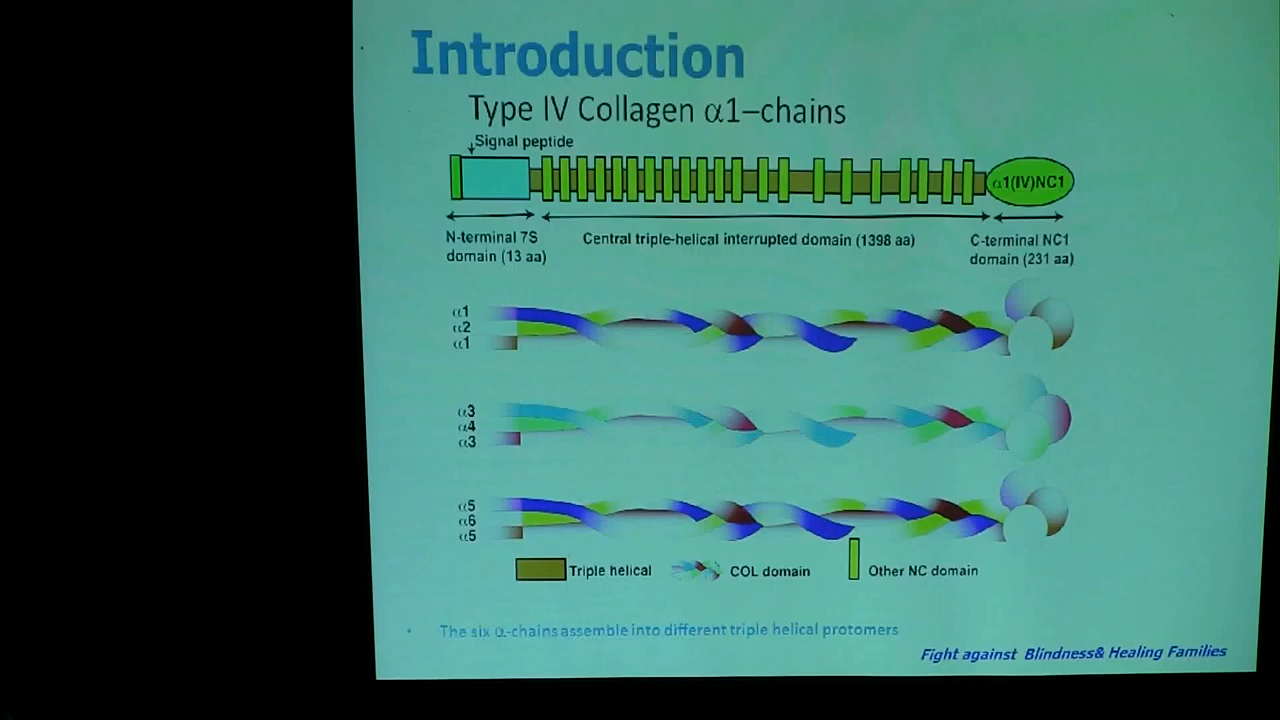 Introduction
Type IV Collagen α1–chains
Signal peptide
α1(IV)NC1
N-terminal 7S
domain (13 aa)
Central triple-helical interrupted domain (1398 aa)
C-terminal NC1
domain (231 aa)
α1
α2
α1
α3
α4
α3
α5
α6
α5
Triple helical
COL domain
Other NC domain
• The six α-chains assemble into different triple helical protomers
Fight against Blindness& Healing Families